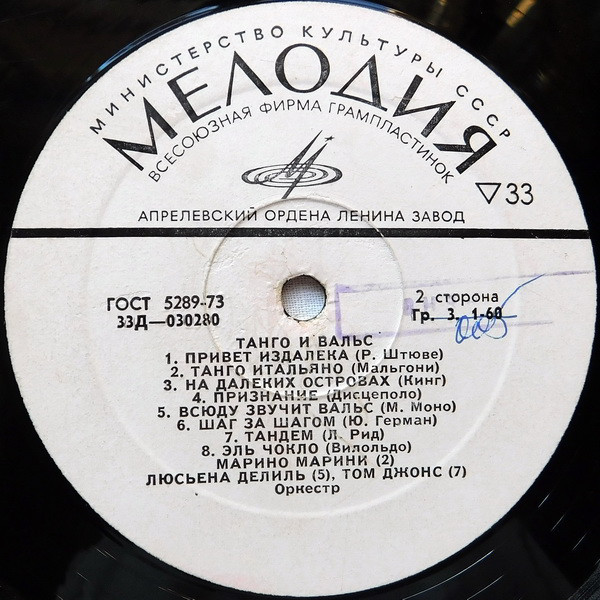 МИНИСТЕРСТВО КУЛЬТУРЫ СССР
МЕЛОДИЯ
ВСЕСОЮЗНАЯ ФИРМА ГРАМПЛАСТИНОК
▽33
АПРЕЛЕВСКИЙ ОРДЕНА ЛЕНИНА ЗАВОД
ГОСТ 5289-73
2 сторона
33Д—030280
Гр. 3. 1-60
ТАНГО И ВАЛЬС
1. ПРИВЕТ ИЗДАЛЕКА (Р. Штюве)
2. ТАНГО ИТАЛЬЯНО (Мальгони)
3. НА ДАЛЕКИХ ОСТРОВАХ (Кинг)
4. ПРИЗНАНИЕ (Дисцеполо)
5. ВСЮДУ ЗВУЧИТ ВАЛЬС (М. Моно)
6. ШАГ ЗА ШАГОМ (Ю. Герман)
7. ТАНДЕМ (Л. Рид)
8. ЭЛЬ ЧОКЛО (Вилольдо)
МАРИНО МАРИНИ (2)
ЛЮСЬЕНА ДЕЛИЛЬ (5), ТОМ ДЖОНС (7)
Оркестр